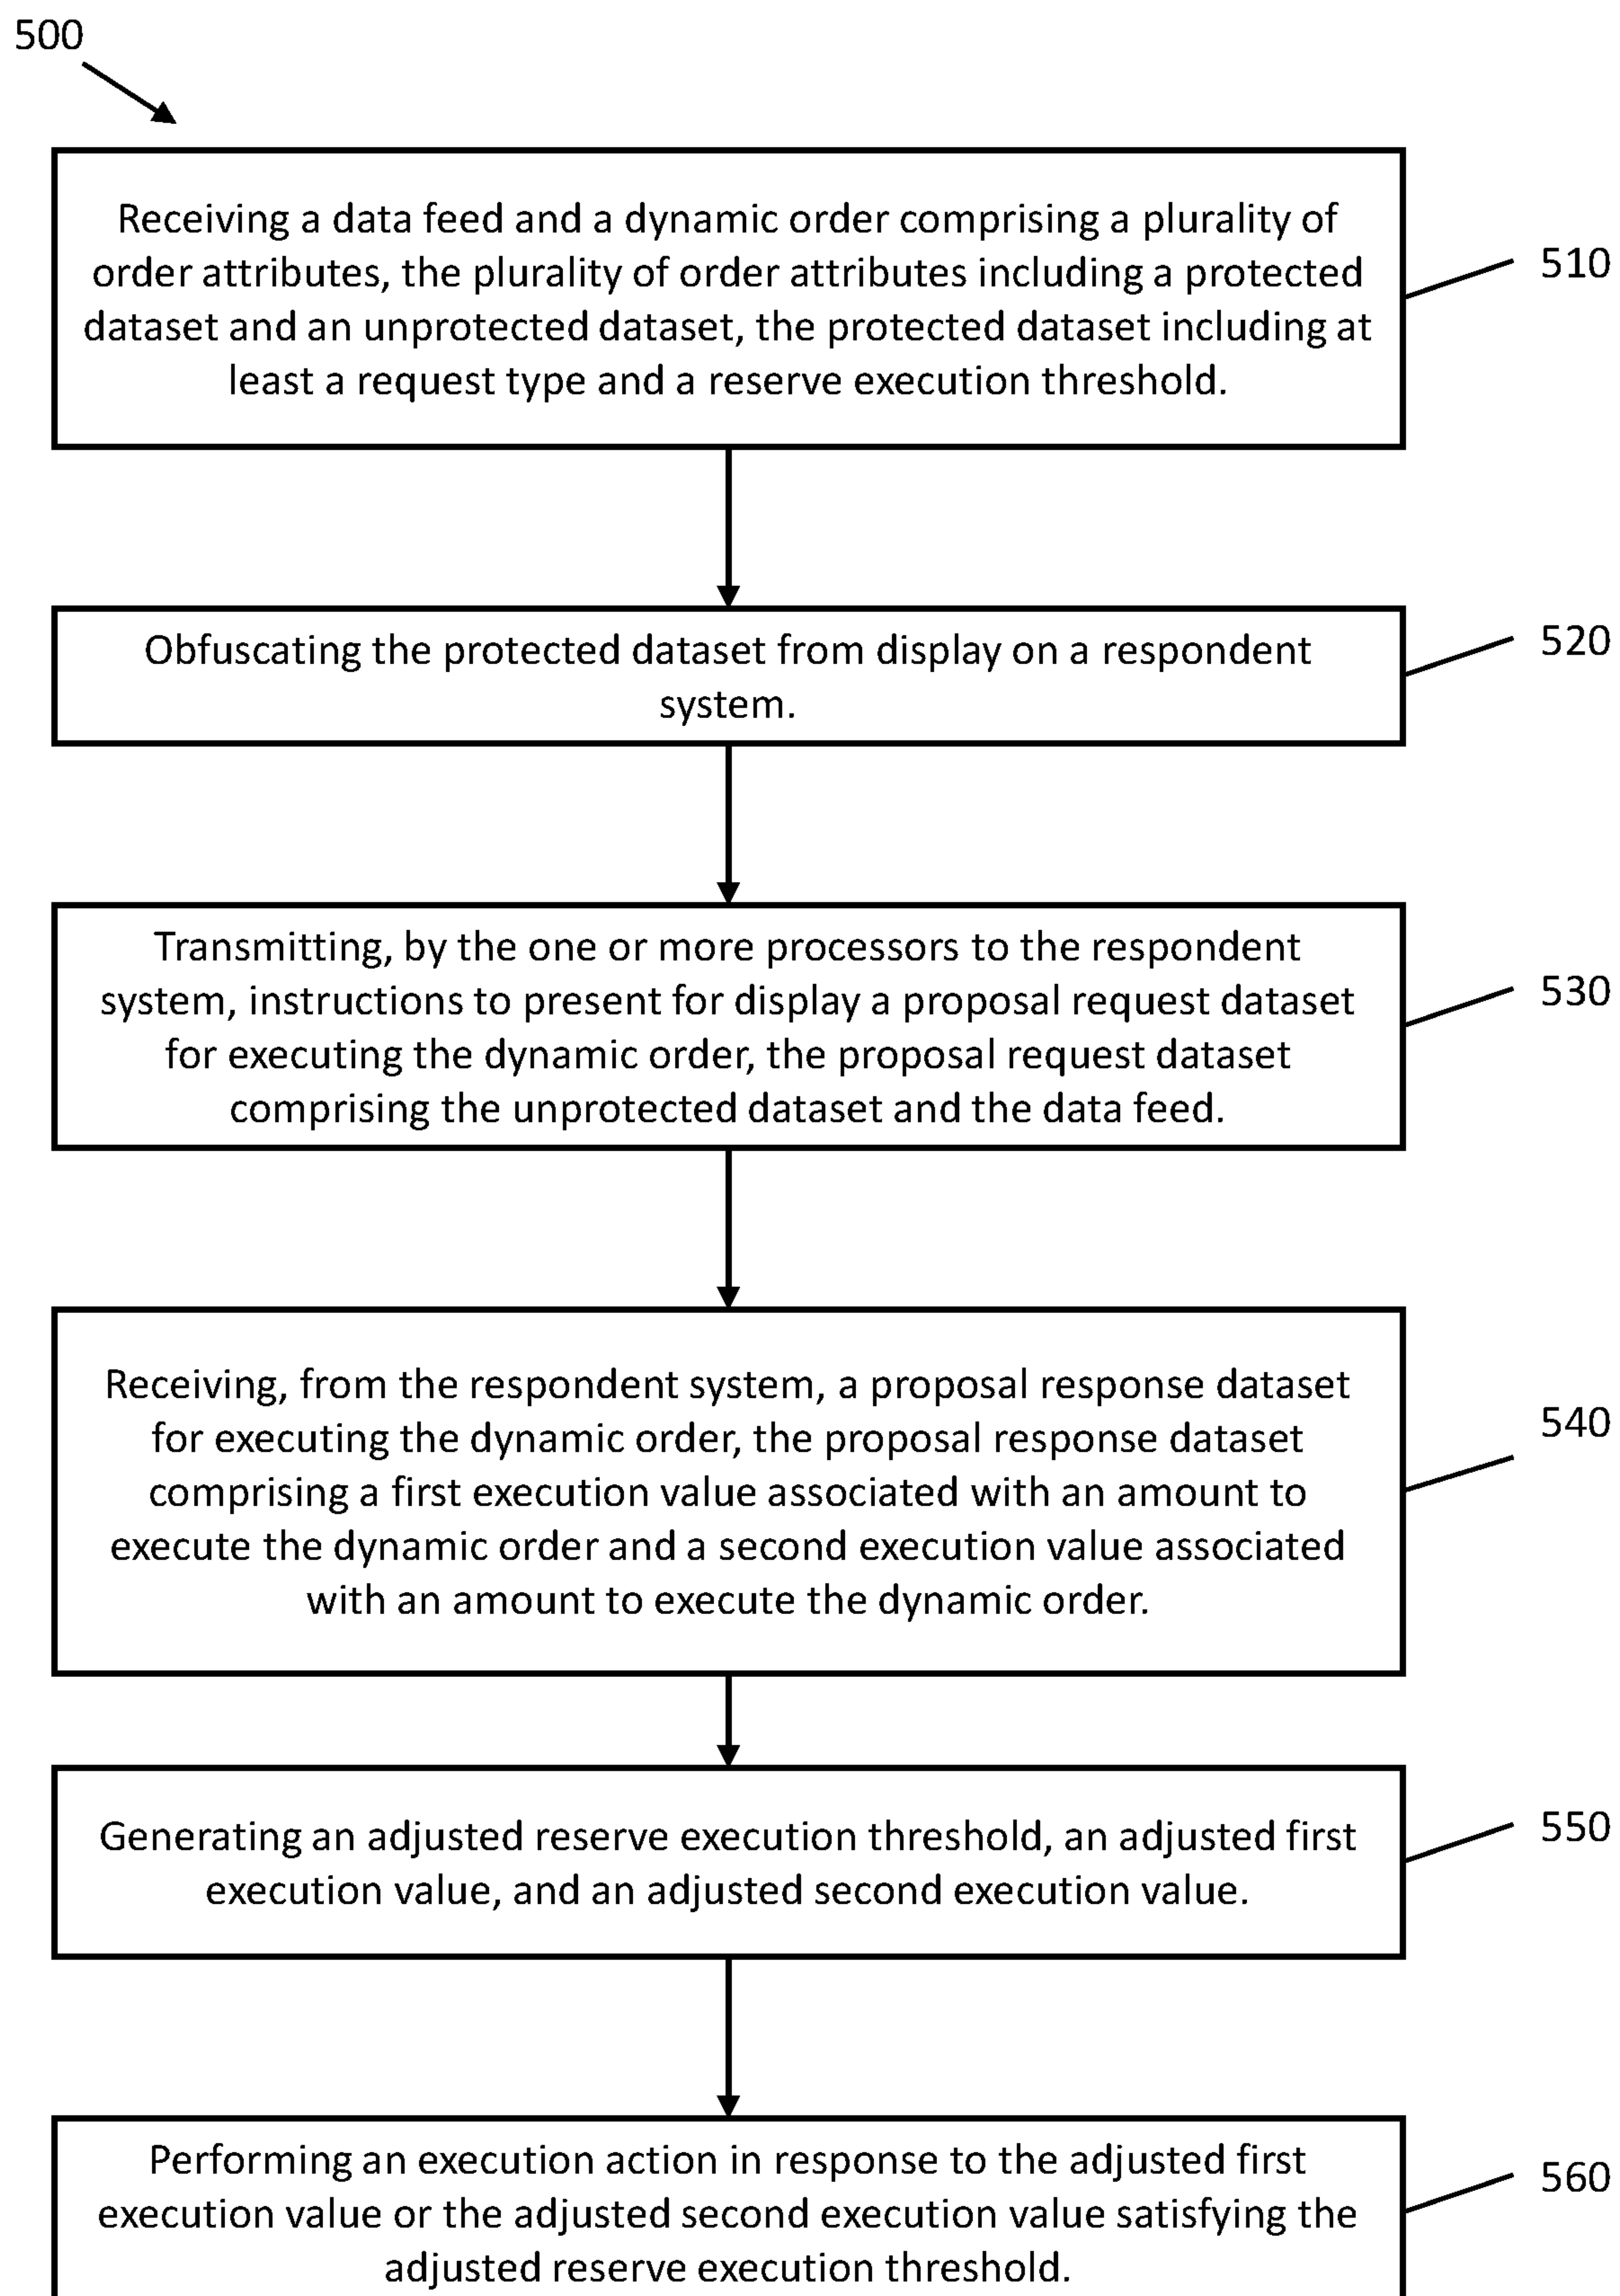 500
Receiving a data feed and a dynamic order comprising a plurality of
order attributes, the plurality of order attributes including a protected
dataset and an unprotected dataset, the protected dataset including at
least a request type and a reserve execution threshold.
510
Obfuscating the protected dataset from display on a respondent
system.
520
Transmitting, by the one or more processors to the respondent
system, instructions to present for display a proposal request dataset
for executing the dynamic order, the proposal request dataset
comprising the unprotected dataset and the data feed.
530
Receiving, from the respondent system, a proposal response dataset
for executing the dynamic order, the proposal response dataset
comprising a first execution value associated with an amount to
execute the dynamic order and a second execution value associated
with an amount to execute the dynamic order.
540
Generating an adjusted reserve execution threshold, an adjusted first
execution value, and an adjusted second execution value.
550
Performing an execution action in response to the adjusted first
execution value or the adjusted second execution value satisfying the
adjusted reserve execution threshold.
560